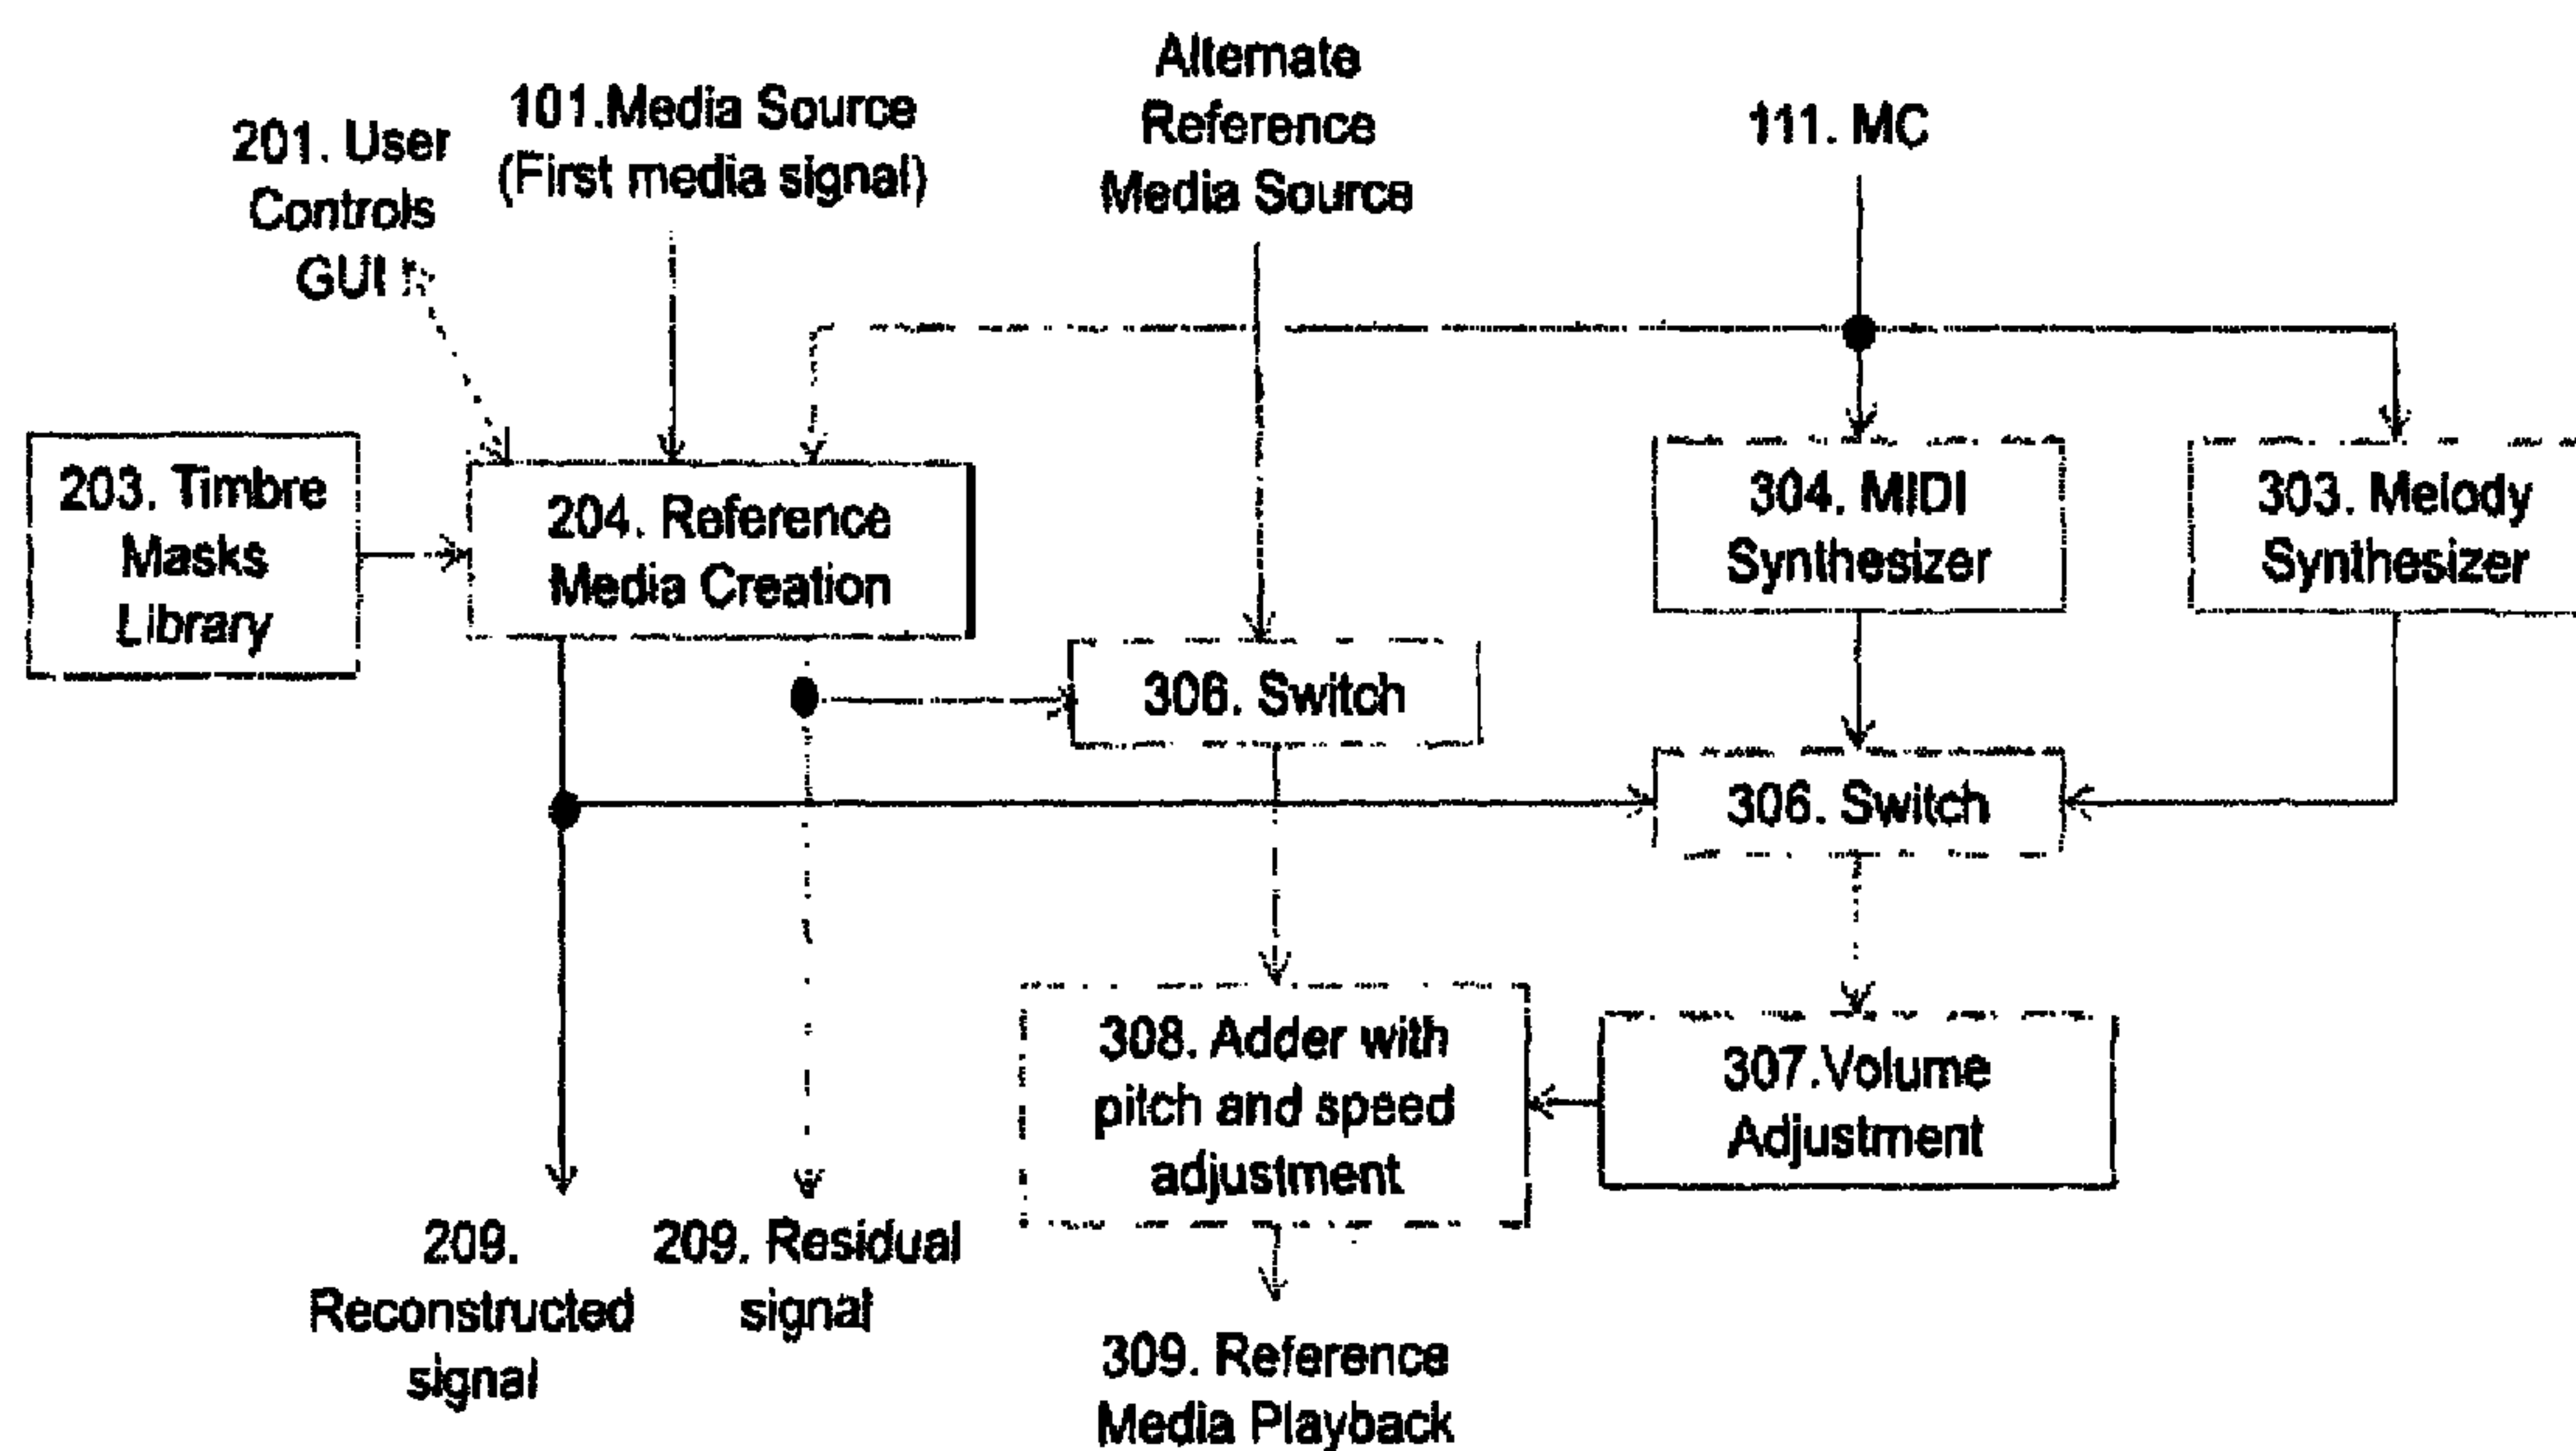 Alternate
Reference
Media Source
101.Media Source
(First media signal)
201. User
Controls
GUI
111. MC
203. Timbre
Masks
Library
204. Reference
Media Creation
304. MIDI
Synthesizer
303. Melody
Synthesizer
306. Switch
306. Switch
308. Adder with
pitch and speed
adjustment
307.Volume
Adjustment
209.
Reconstructed
signal
209. Residual
signal
309. Reference
Media Playback